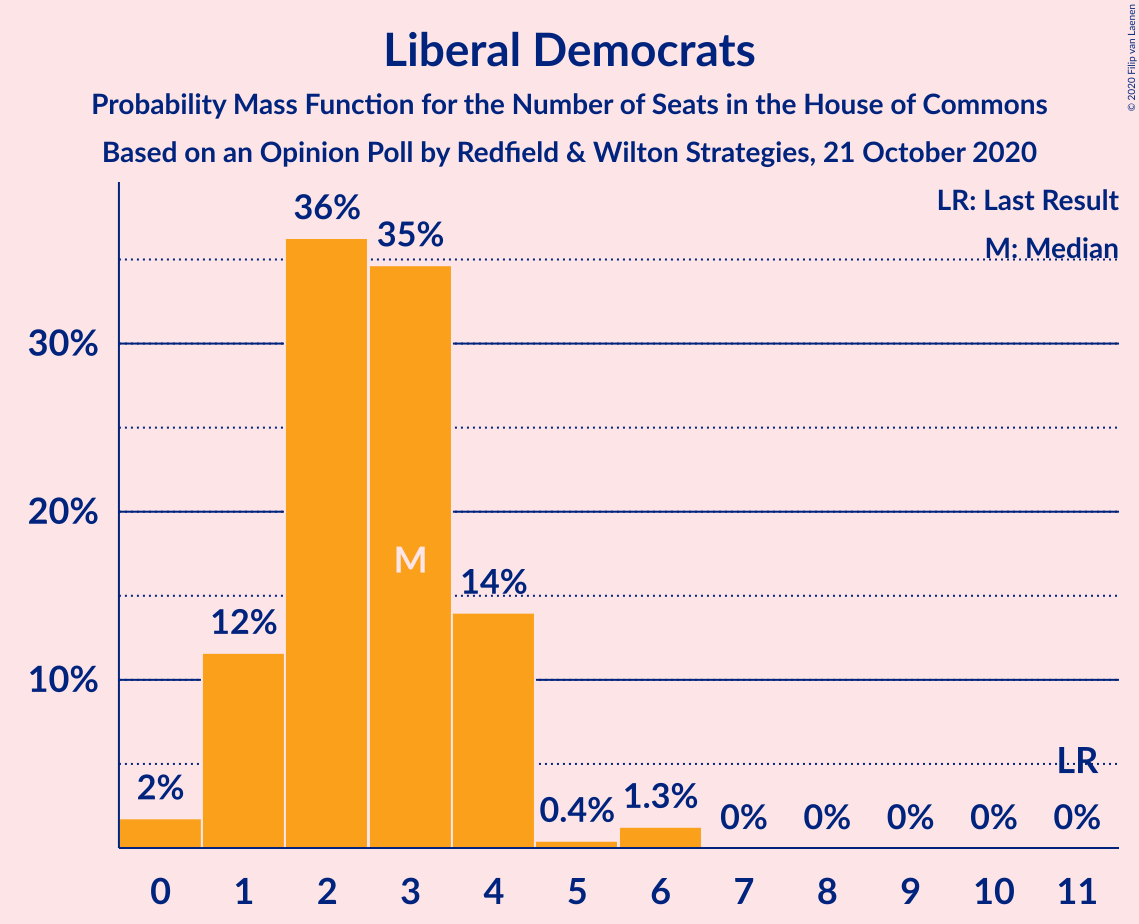 © 2020 Filip van Laenen
Liberal Democrats
Probability Mass Function for the Number of Seats in the House of Commons
Based on an Opinion Poll by Redfield & Wilton Strategies, 21 October 2020
LR: Last Result
M: Median
36%
35%
30%
20%
M
14%
12%
10%
LR
2%
0.4%
1.3%
0%
0%
0%
0%
0%
0 1 2 3 4 5 6 7 8 9 10 11